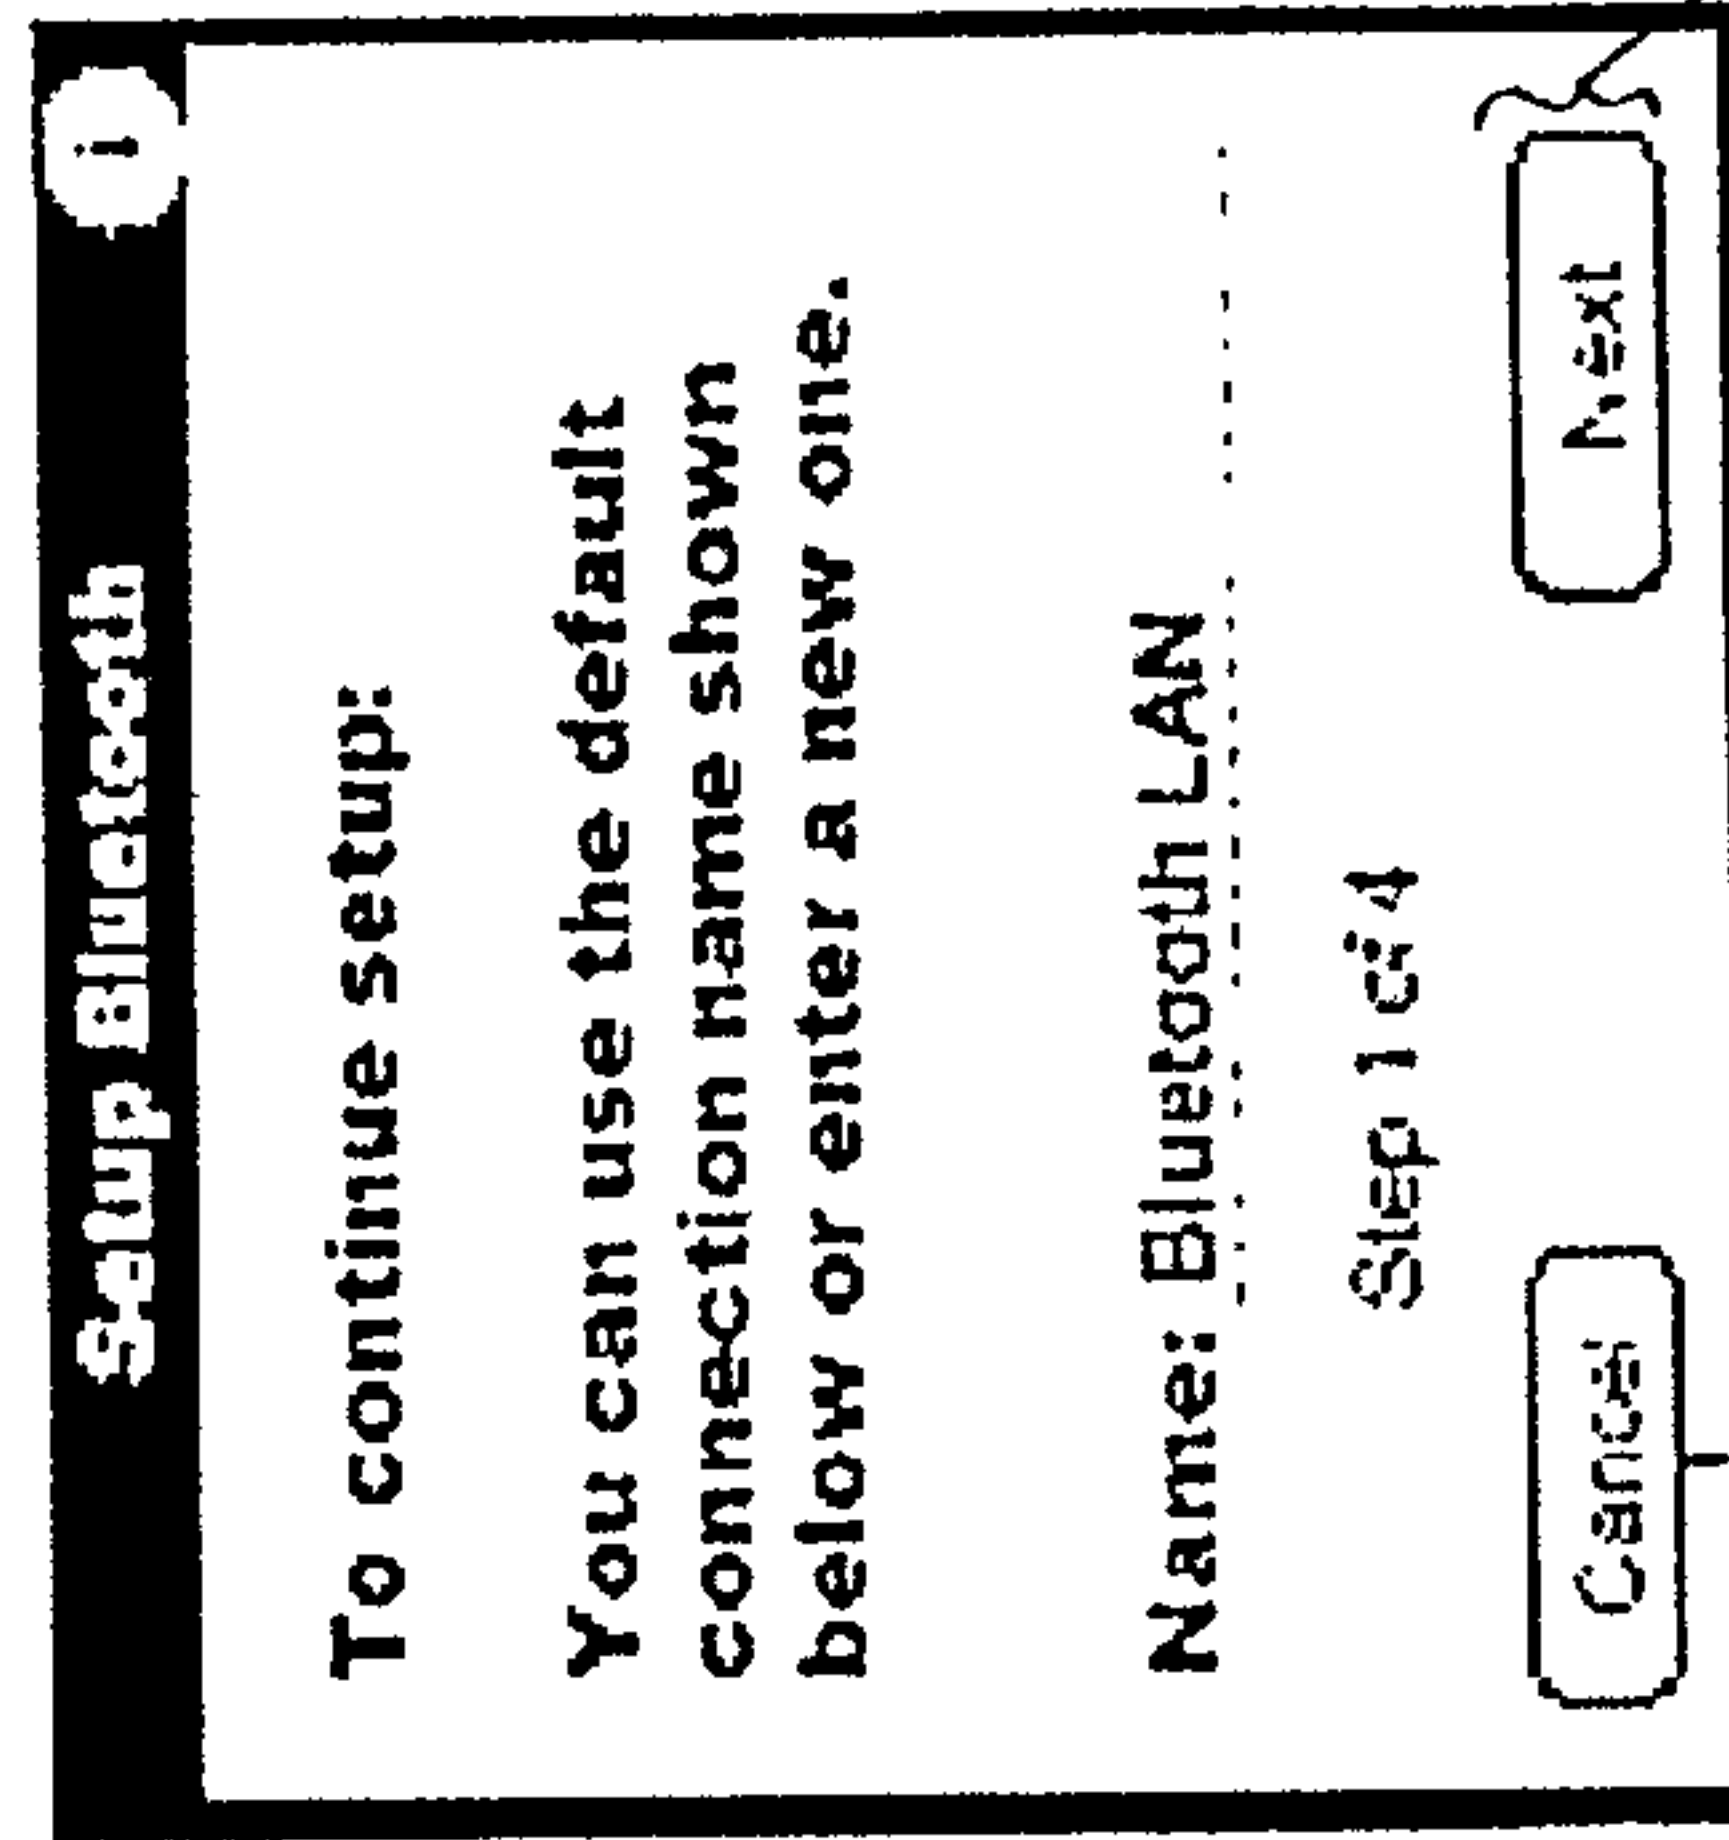 Setup Bluetooth i
To continue setup:
You can use the default
connection name shown
below or enter a new one.
Name: Bluetooth LAN
Step 1 of 4
Cancel Next